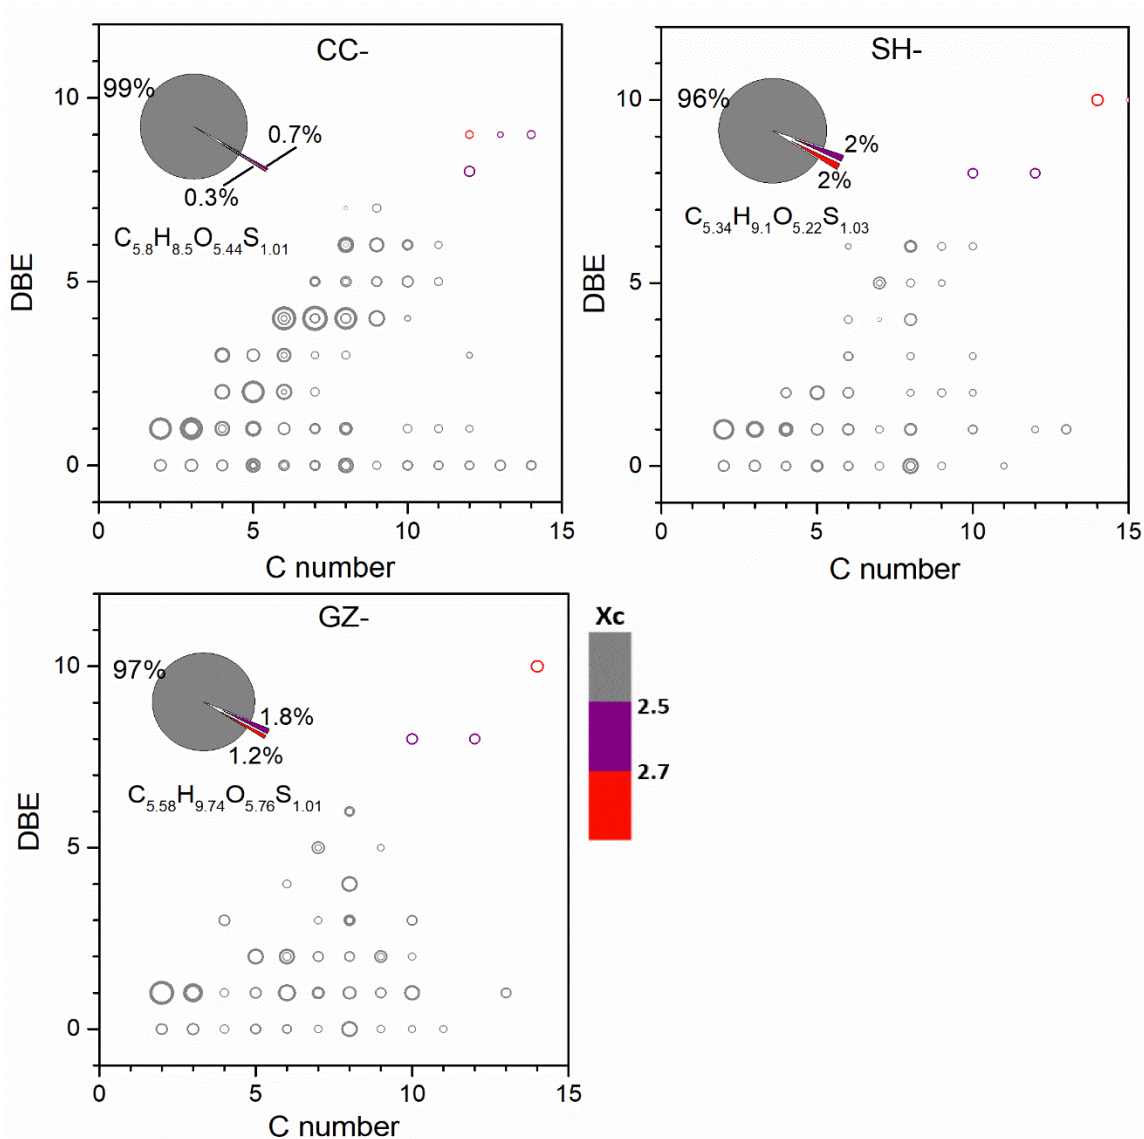 CC-
99%
0.7%
0.3%
C5.8H8.5O5.44S1.01
DBE
10
5
0
0 5 10 15
C number
SH-
96%
2%
2%
C5.34H9.1O5.22S1.03
DBE
10
5
0
0 5 10 15
C number
GZ-
97%
1.8%
1.2%
C5.58H9.74O5.76S1.01
DBE
10
5
0
0 5 10 15
C number
Xc
2.5
2.7